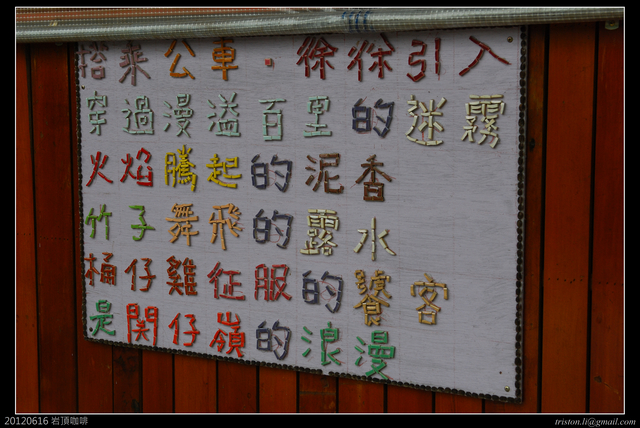 搭乘公車．徐徐引入
穿過漫溢百里的迷霧
火焰騰起的泥香
竹子舞飛的露水
桶仔雞征服的饕客
是關仔嶺的浪漫
20120616 岩頂咖啡
triston.li@gmail.com